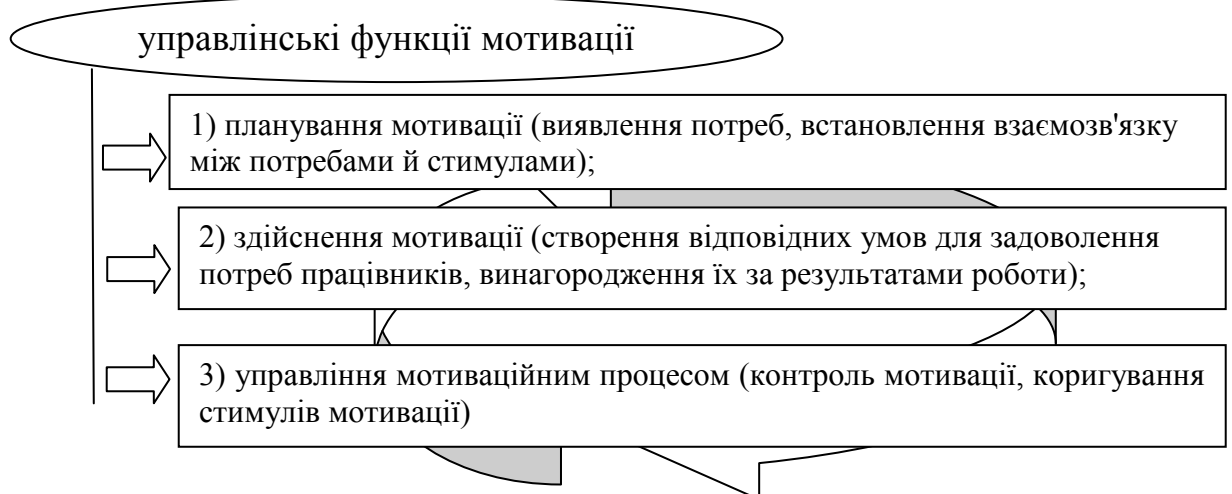 управлінські функції мотивації
1) планування мотивації (виявлення потреб, встановлення взаємозв'язку
між потребами й стимулами);
2) здійснення мотивації (створення відповідних умов для задоволення
потреб працівників, винагородження їх за результатами роботи);
3) управління мотиваційним процесом (контроль мотивації, коригування
стимулів мотивації)